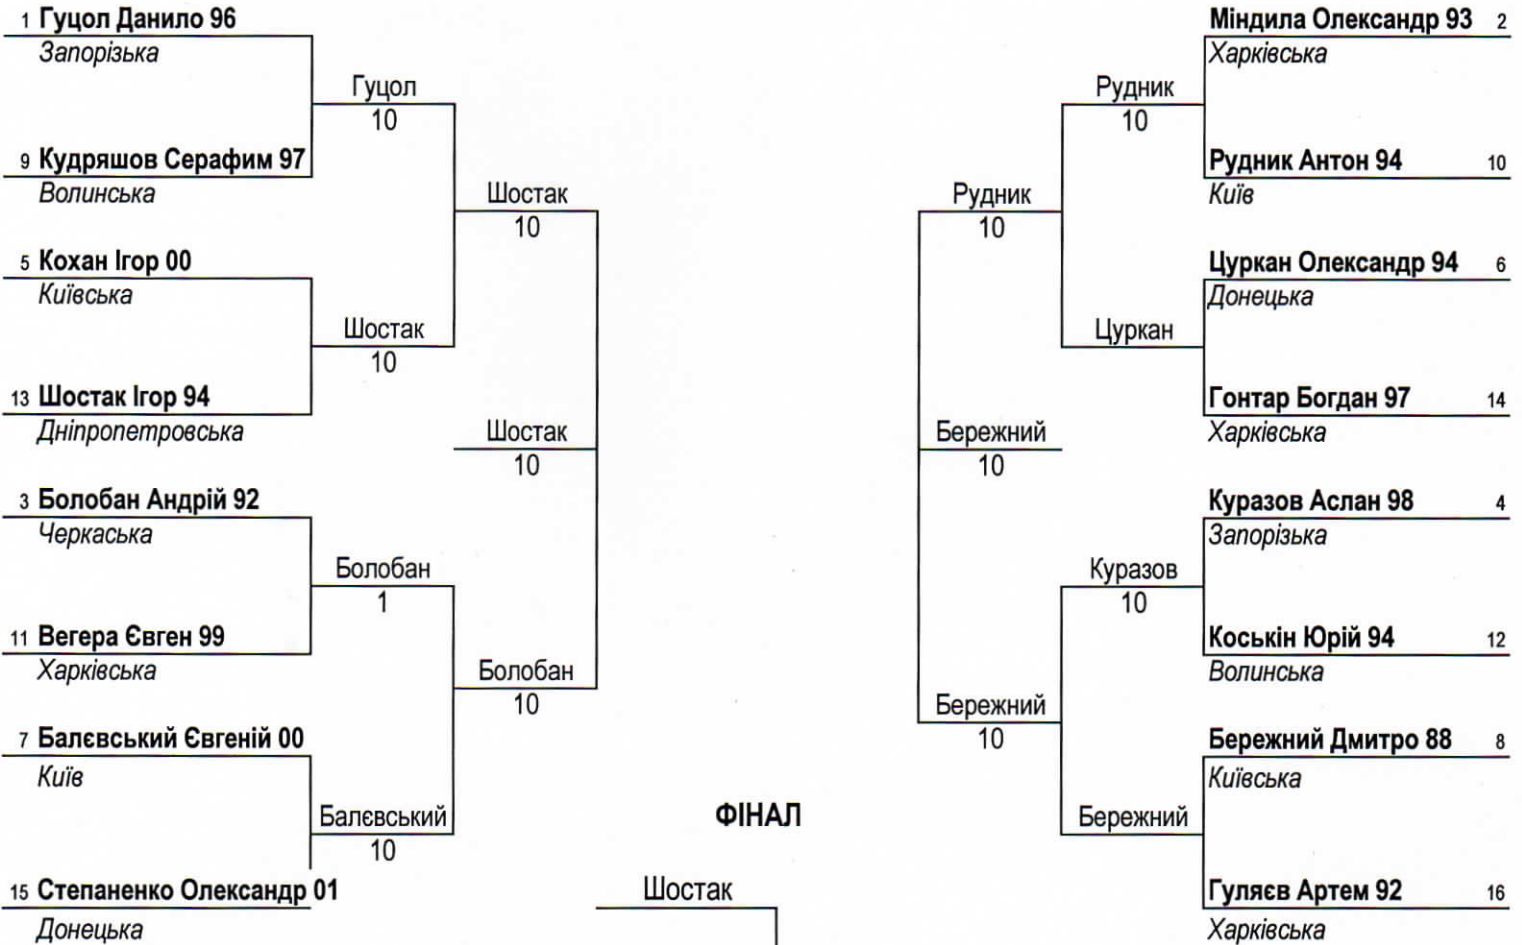 1 Гуцол Данило 96
Запорізька
Гуцол
10
9 Кудряшов Серафим 97
Волинська
Шостак
10
5 Кохан Ігор 00
Київська
Шостак
10
13 Шостак Ігор 94
Дніпропетровська
Шостак
10
3 Болобан Андрій 92
Черкаська
Болобан
1
11 Вегера Євген 99
Харківська
Болобан
10
7 Балєвський Євгеній 00
Київ
Балєвський
10
15 Степаненко Олександр 01
Донецька
ФІНАЛ
Шостак
Міндила Олександр 93 2
Харківська
Рудник
10
Рудник Антон 94 10
Київ
Рудник
10
Цуркан Олександр 94 6
Донецька
Цуркан
Гонтар Богдан 97 14
Харківська
Бережний
10
Куразов Аслан 98 4
Запорізька
Куразов
10
Коськін Юрій 94 12
Волинська
Бережний
10
Бережний Дмитро 88 8
Київська
Бережний
Гуляєв Артем 92 16
Харківська